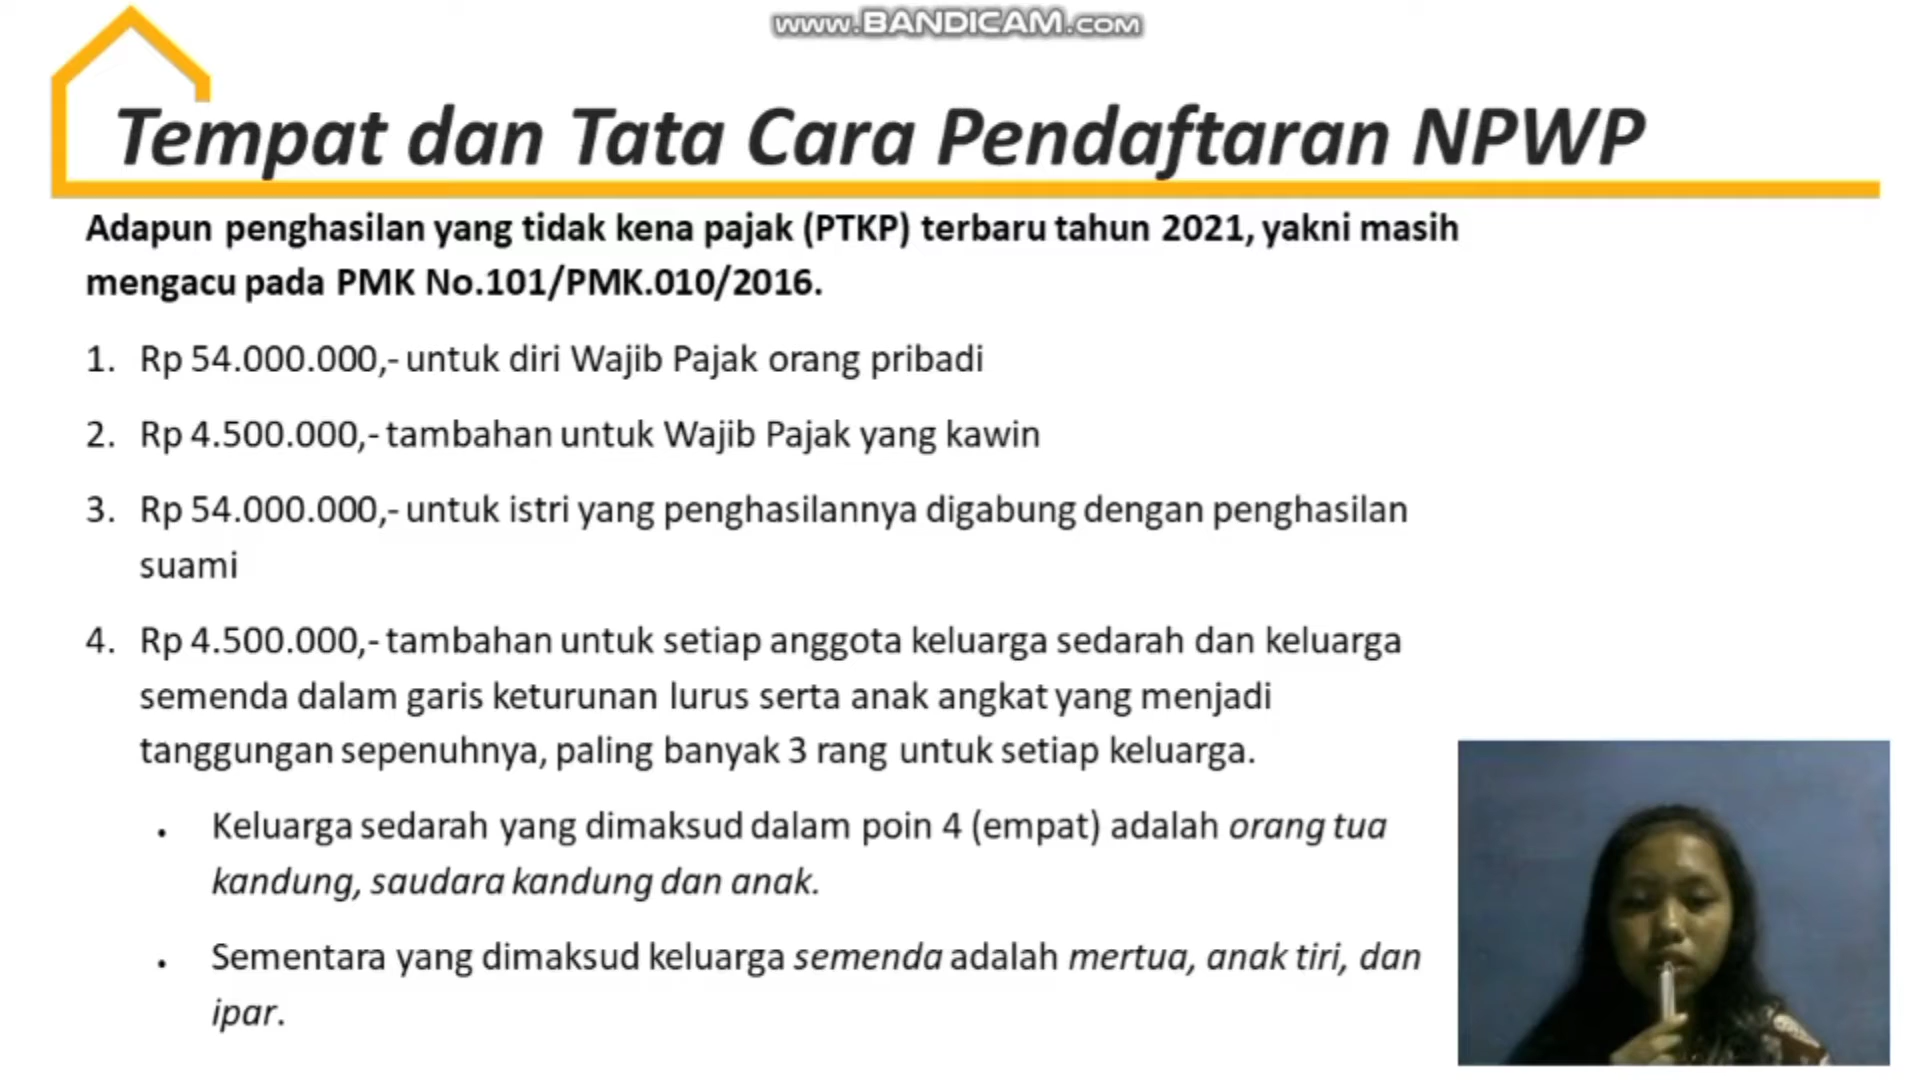 www.BANDICAM.com
Tempat dan Tata Cara Pendaftaran NPWP
Adapun penghasilan yang tidak kena pajak (PTKP) terbaru tahun 2021, yakni masih
mengacu pada PMK No.101/PMK.010/2016.
1. Rp 54.000.000,- untuk diri Wajib Pajak orang pribadi
2. Rp 4.500.000,- tambahan untuk Wajib Pajak yang kawin
3. Rp 54.000.000,- untuk istri yang penghasilannya digabung dengan penghasilan
suami
4. Rp 4.500.000,- tambahan untuk setiap anggota keluarga sedarah dan keluarga
semenda dalam garis keturunan lurus serta anak angkat yang menjadi
tanggungan sepenuhnya, paling banyak 3 rang untuk setiap keluarga.
• Keluarga sedarah yang dimaksud dalam poin 4 (empat) adalah orang tua
kandung, saudara kandung dan anak.
• Sementara yang dimaksud keluarga semenda adalah mertua, anak tiri, dan
ipar.